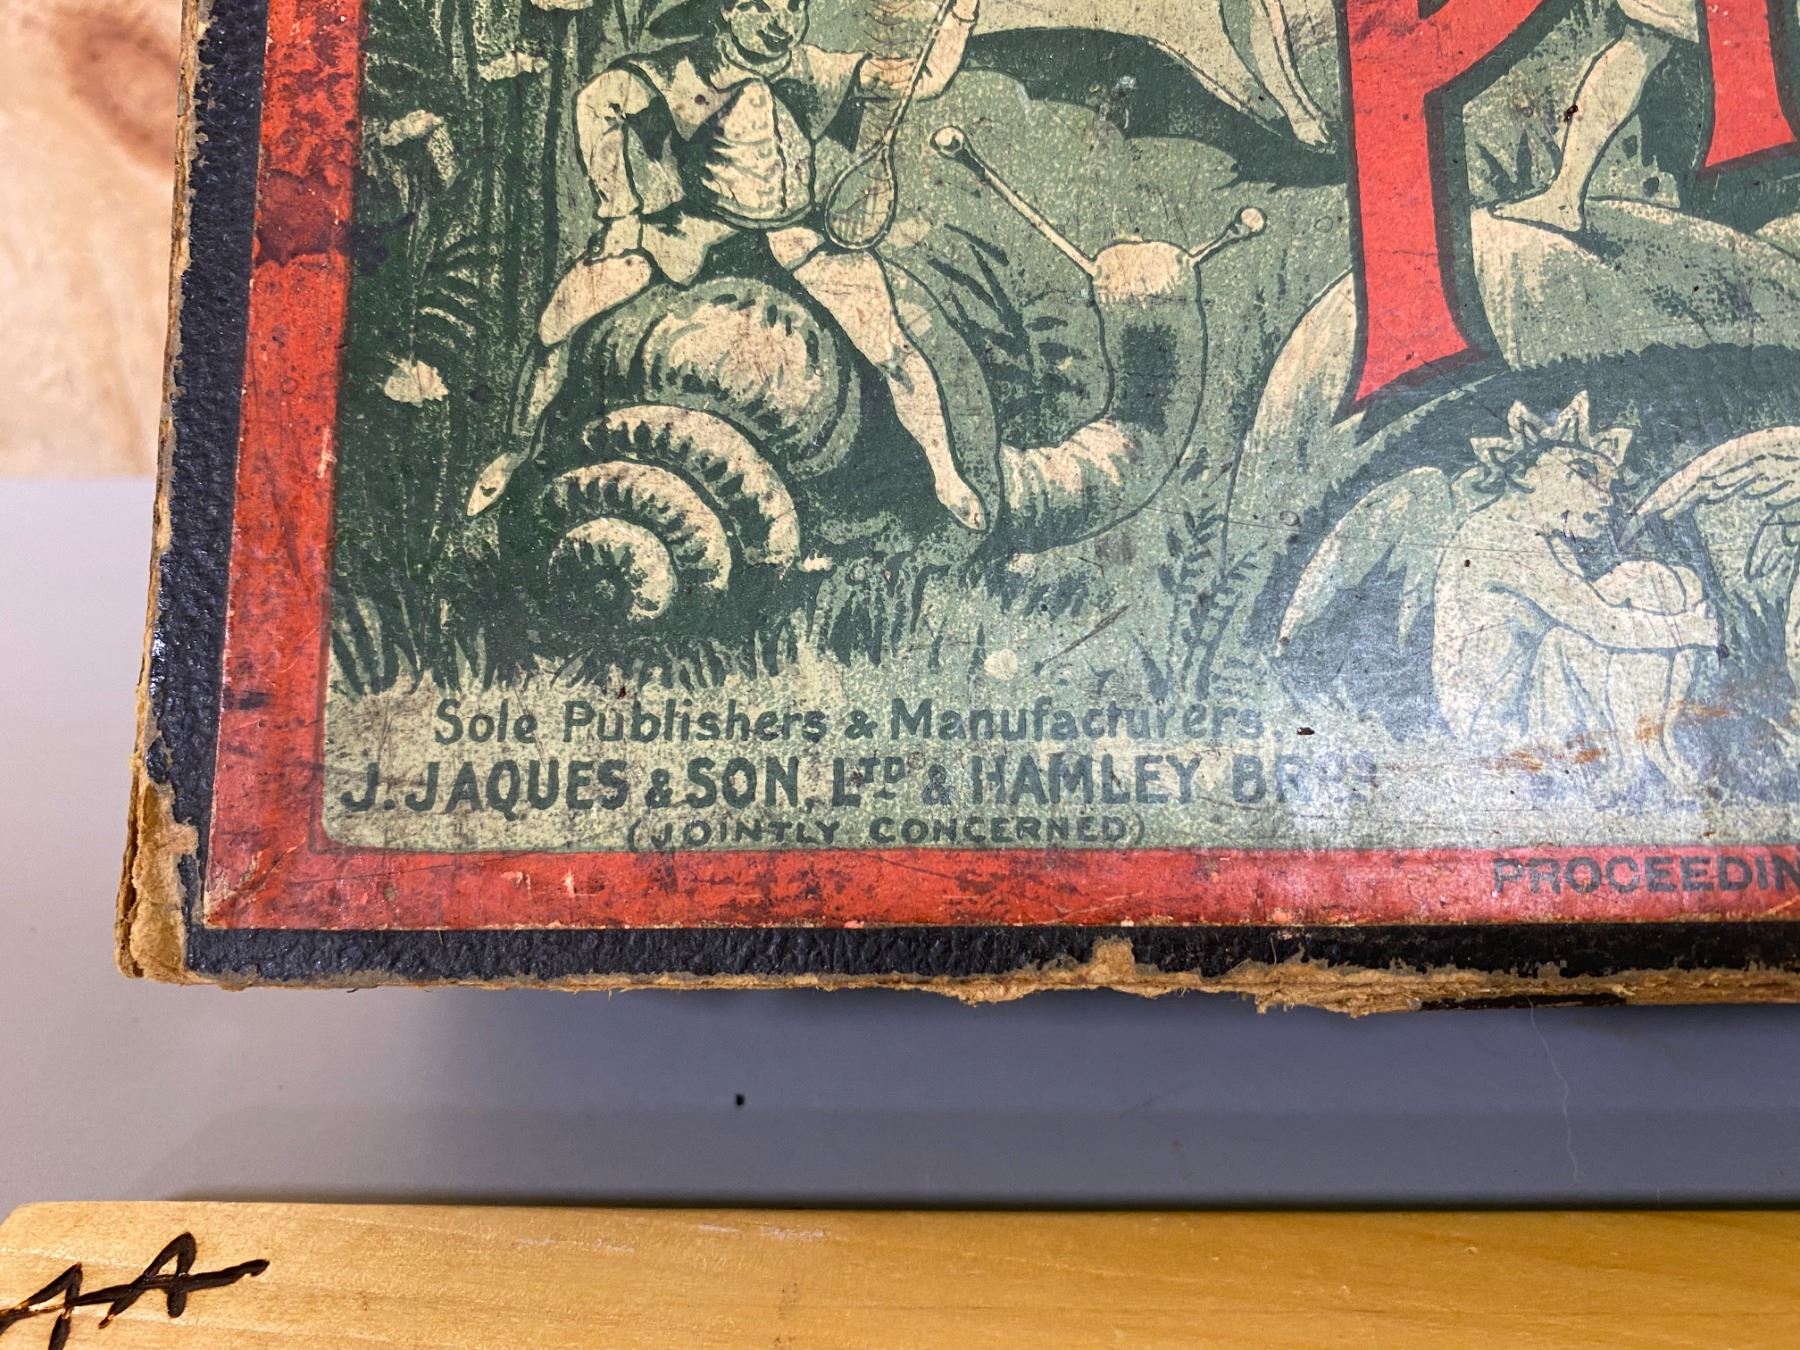 P
Sole Publishers & Manufacturers.
J. JAQUES & SON, LTD & HAMLEY BROS
(JOINTLY CONCERNED)
PROCEEDIN